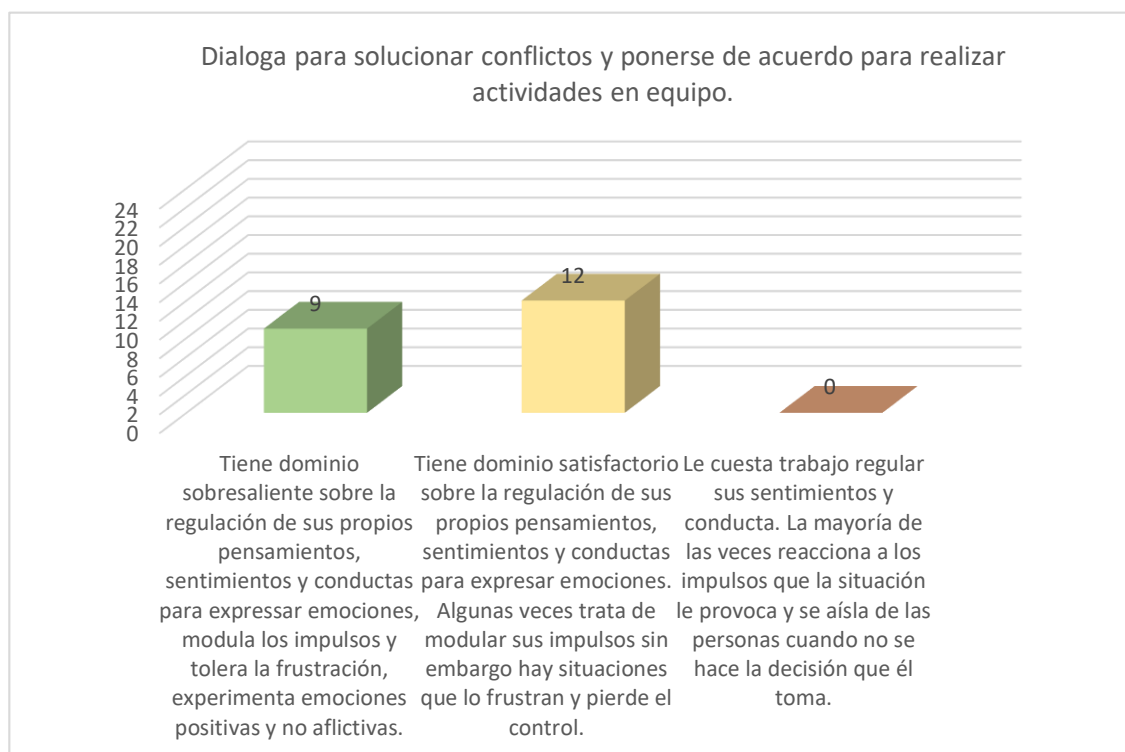 Dialoga para solucionar conflictos y ponerse de acuerdo para realizar
actividades en equipo.
24
22
20
18
16
14
12
10
8
6
4
2
0
9
12
0
Tiene dominio
sobresaliente sobre la
regulación de sus propios
pensamientos,
sentimientos y conductas
para expressar emociones,
modula los impulsos y
tolera la frustración,
experimenta emociones
positivas y no aflictivas.
Tiene dominio satisfactorio
sobre la regulación de sus
propios pensamientos,
sentimientos y conductas
para expresar emociones.
Algunas veces trata de
modular sus impulsos sin
embargo hay situaciones
que lo frustran y pierde el
control.
Le cuesta trabajo regular
sus sentimientos y
conducta. La mayoría de
las veces reacciona a los
impulsos que la situación
le provoca y se aísla de las
personas cuando no se
hace la decisión que él
toma.